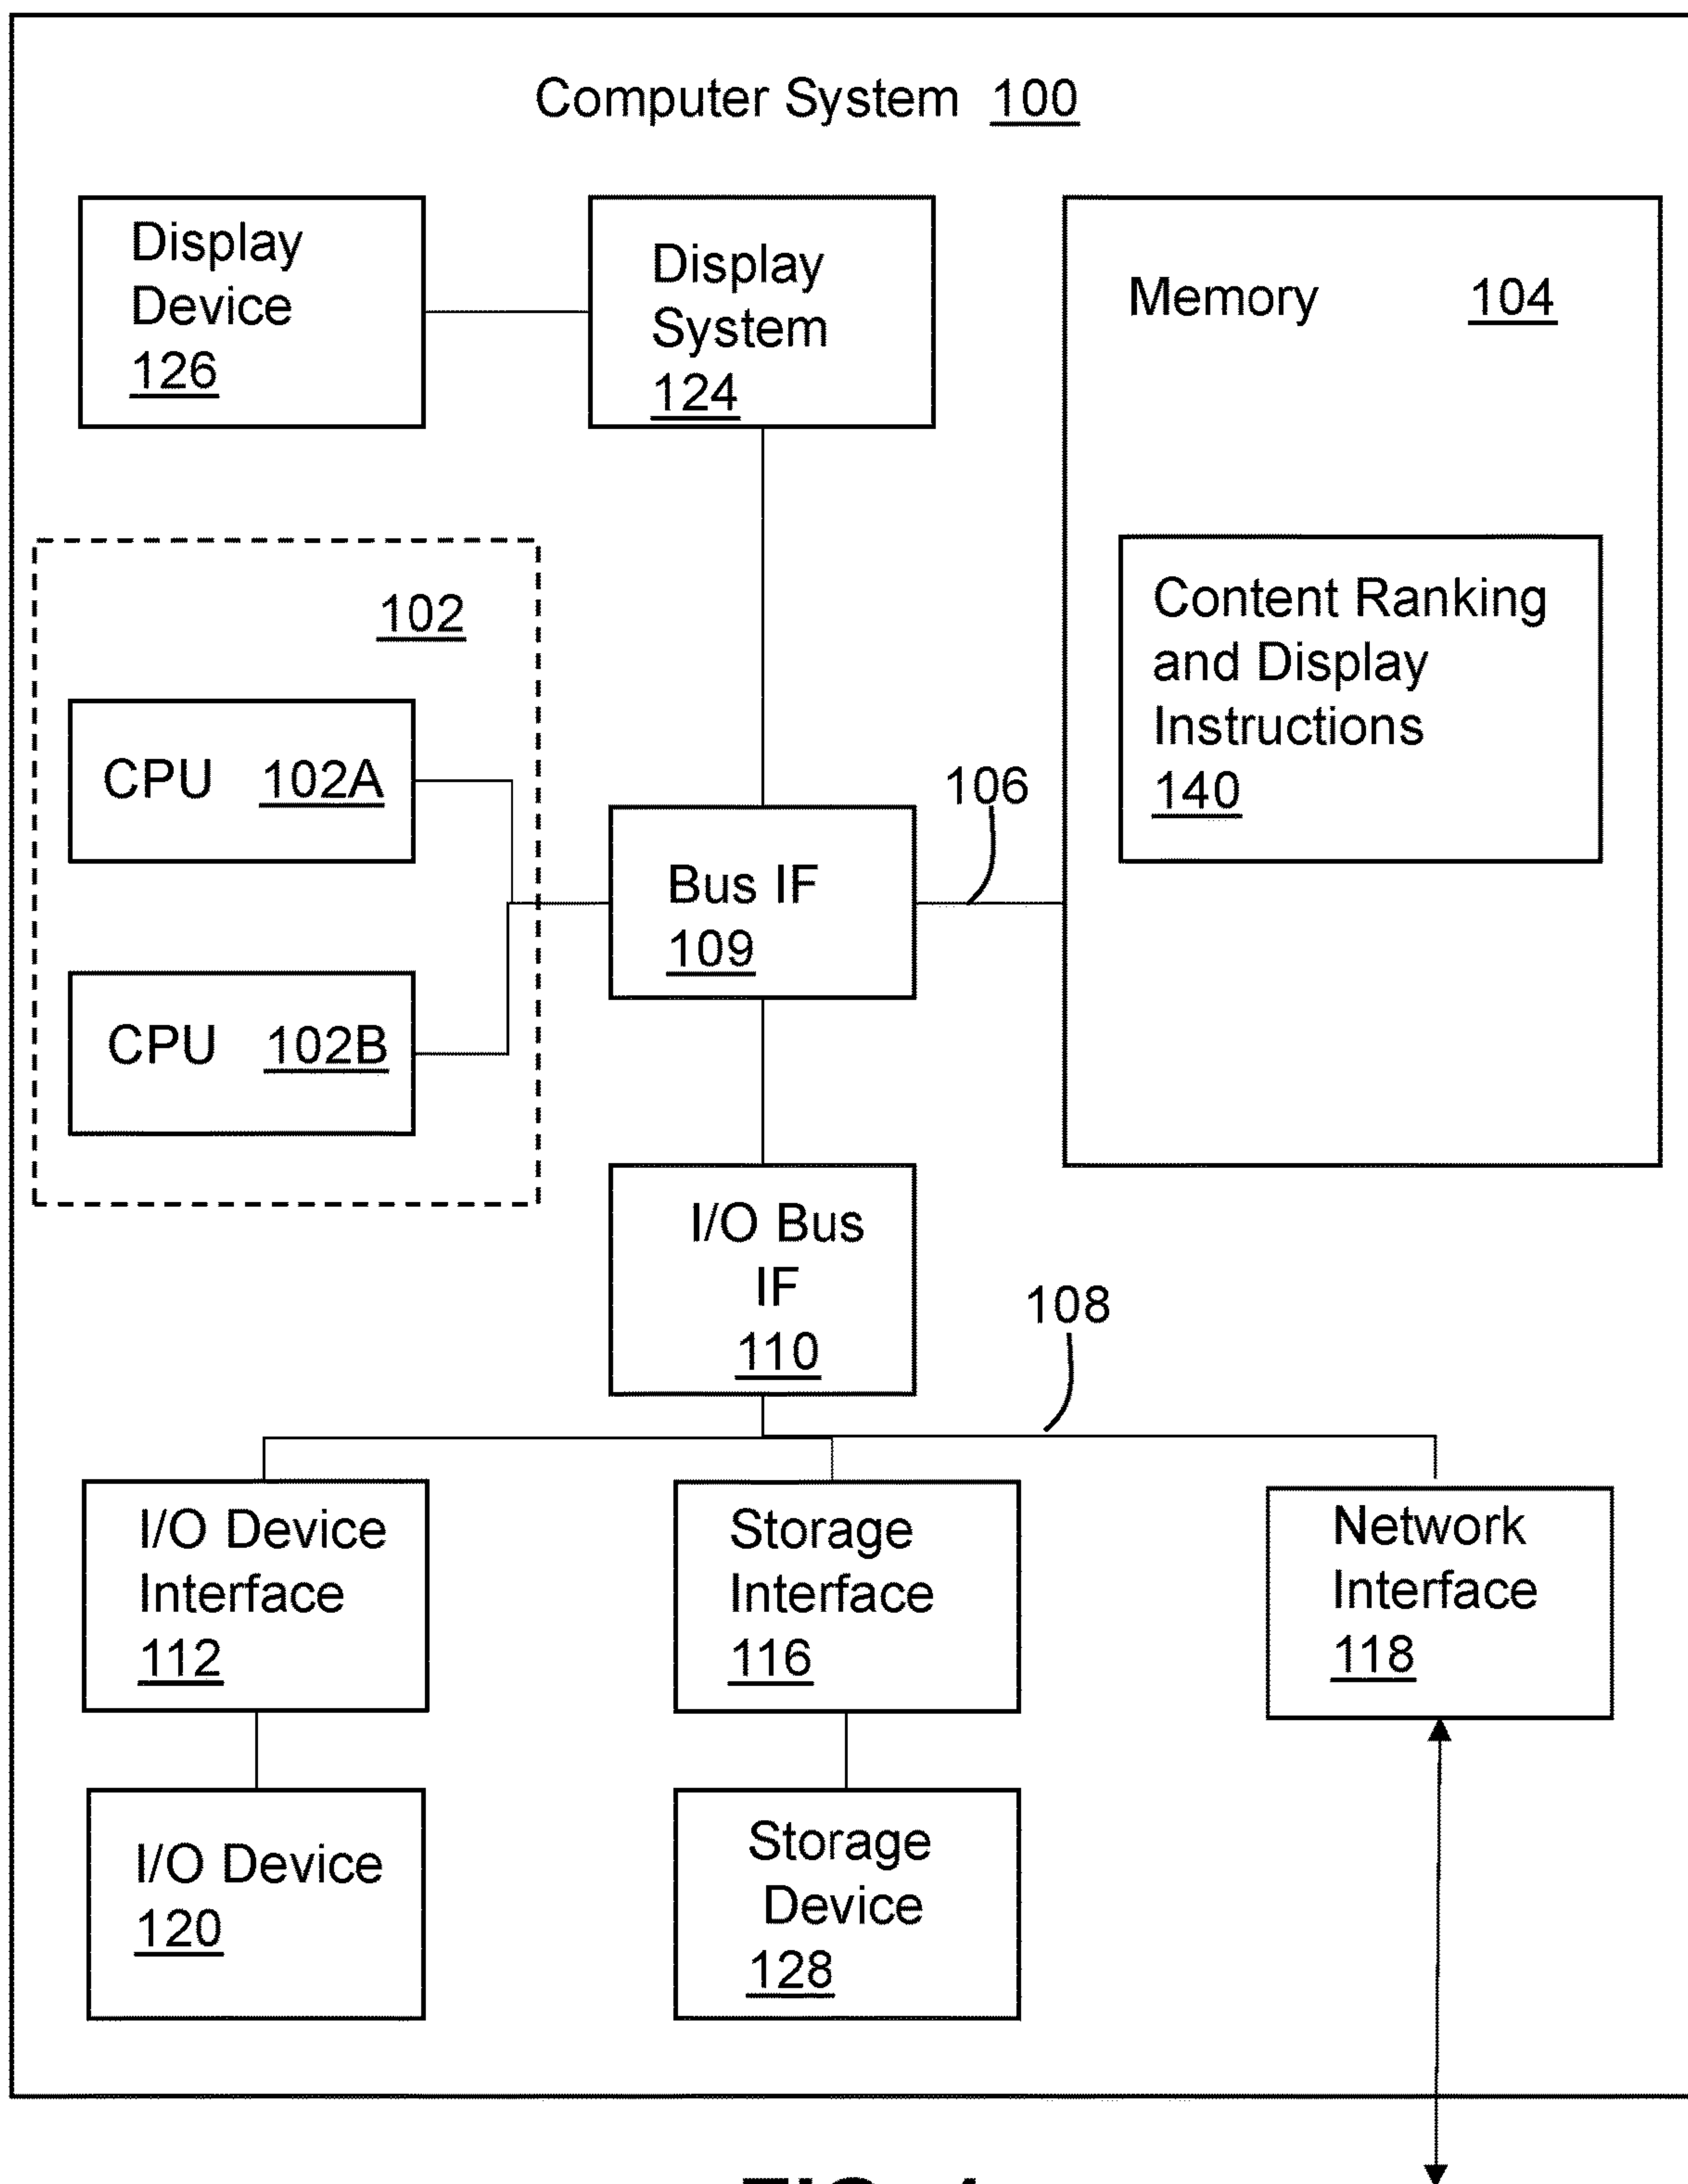 Computer System 100
Display
Device
126
Display
System
124
Memory 104
Content Ranking
and Display
Instructions
140
102
CPU 102A
CPU 102B
106
Bus IF
109
I/O Bus
IF
110
108
I/O Device
Interface
112
Storage
Interface
116
Network
Interface
118
I/O Device
120
Storage
Device
128